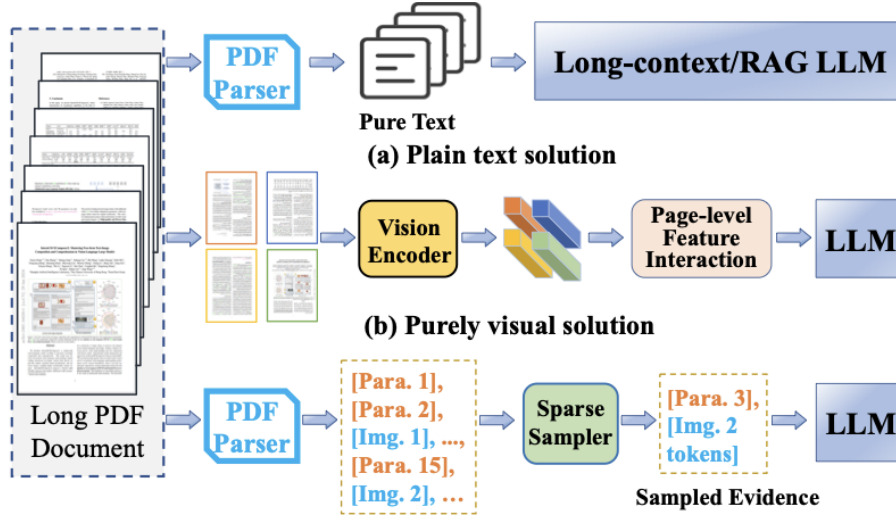 PDF
Parser
Pure Text
Long-context/RAG LLM
(a) Plain text solution
Vision
Encoder
Page-level
Feature
Interaction
LLM
(b) Purely visual solution
Long PDF
Document
PDF
Parser
[Para. 1],
[Para. 2],
[Img. 1], ...,
[Para. 15],
[Img. 2], ...
Sparse
Sampler
[Para. 3],
[Img. 2
tokens]
Sampled Evidence
LLM